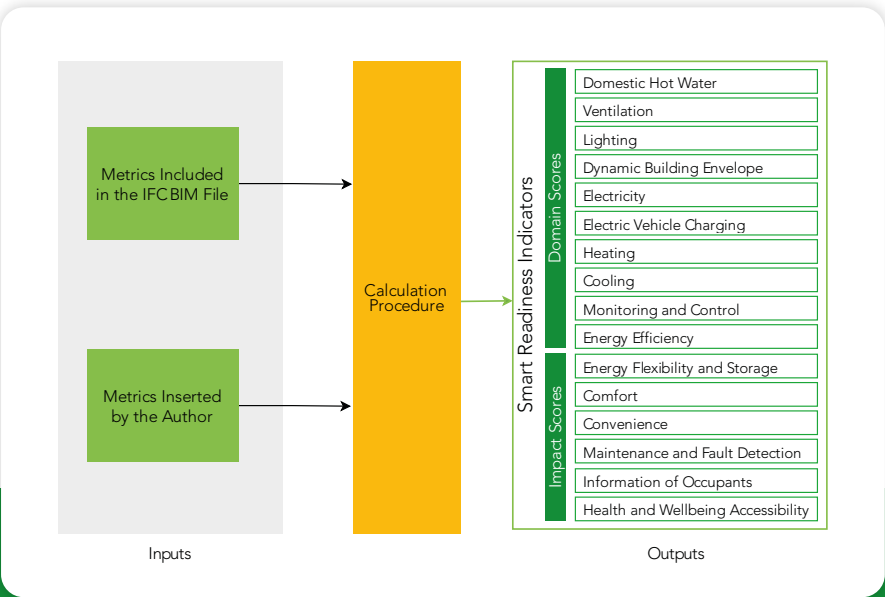 Metrics Included
in the IFCBIM File
Metrics Inserted
by the Author
Inputs
Calculation
Procedure
Smart Readiness Indicators
Domain Scores
Domestic Hot Water
Ventilation
Lighting
Dynamic Building Envelope
Electricity
Electric Vehicle Charging
Heating
Cooling
Monitoring and Control
Energy Efficiency
Impact Scores
Energy Flexibility and Storage
Comfort
Convenience
Maintenance and Fault Detection
Information of Occupants
Health and Wellbeing Accessibility
Outputs